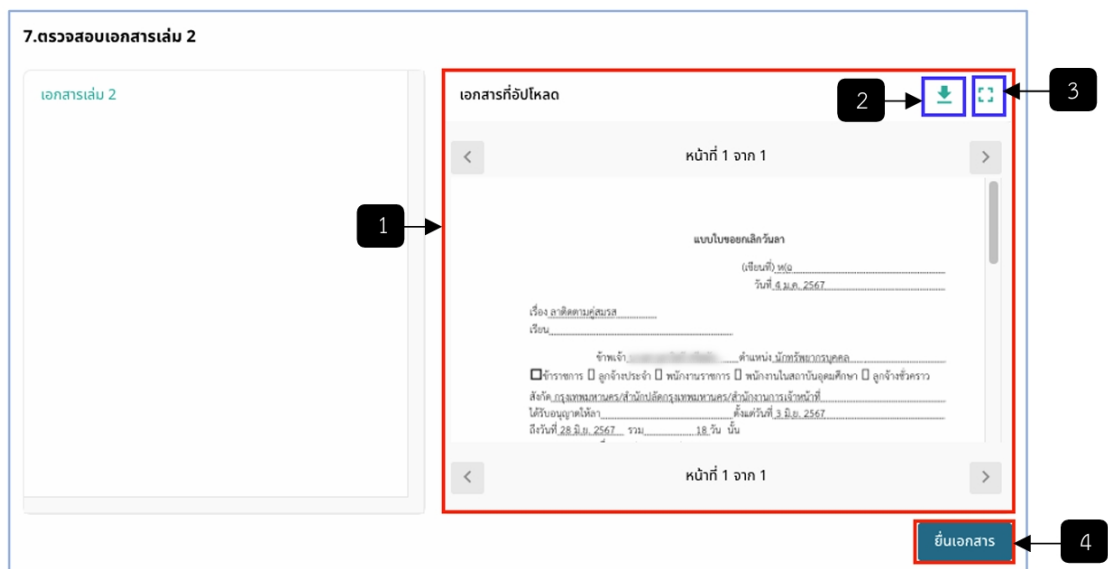 7.ตรวจสอบเอกสารเล่ม 2
เอกสารเล่ม 2
เอกสารที่อัปโหลด
2
3
หน้าที่ 1 จาก 1
1
แบบใบขอยกเลิกวันลา
(เขียนที่) ห(ฉ
วันที่ 4 ม.ค. 2567
เรื่อง ลาติดตามคู่สมรส
เรียน
ข้าพเจ้า ตำแหน่ง นักทรัพยากรบุคคล
ข้าราชการ ลูกจ้างประจำ พนักงานราชการ พนักงานในสถาบันอุดมศึกษา ลูกจ้างชั่วคราว
สังกัด กรุงเทพมหานคร/สำนักปลัดกรุงเทพมหานคร/สำนักงานการเจ้าหน้าที่
ได้รับอนุญาตให้ลา ตั้งแต่วันที่ 3 มิ.ย. 2567
ถึงวันที่ 28 มิ.ย. 2567 รวม 18 วัน นั้น
หน้าที่ 1 จาก 1
ยื่นเอกสาร
4